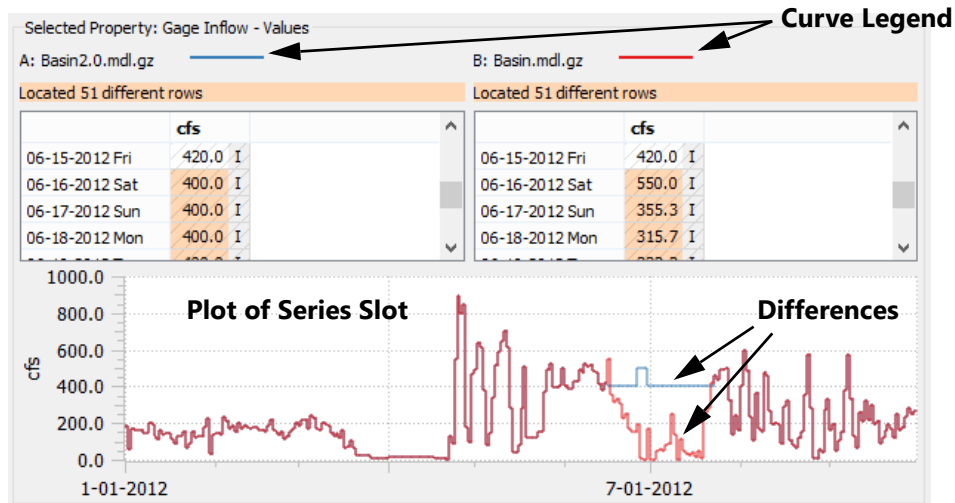 Curve Legend
Selected Property: Gage Inflow - Values
A: Basin2.0.mdl.gz
B: Basin.mdl.gz
Located 51 different rows
Located 51 different rows
cfs
06-15-2012 Fri 420.0 I
06-16-2012 Sat 400.0 I
06-17-2012 Sun 400.0 I
06-18-2012 Mon 400.0 I
cfs
06-15-2012 Fri 420.0 I
06-16-2012 Sat 550.0 I
06-17-2012 Sun 355.3 I
06-18-2012 Mon 315.7 I
1000.0
800.0
600.0
400.0
200.0
0.0
cfs
Plot of Series Slot
Differences
1-01-2012
7-01-2012